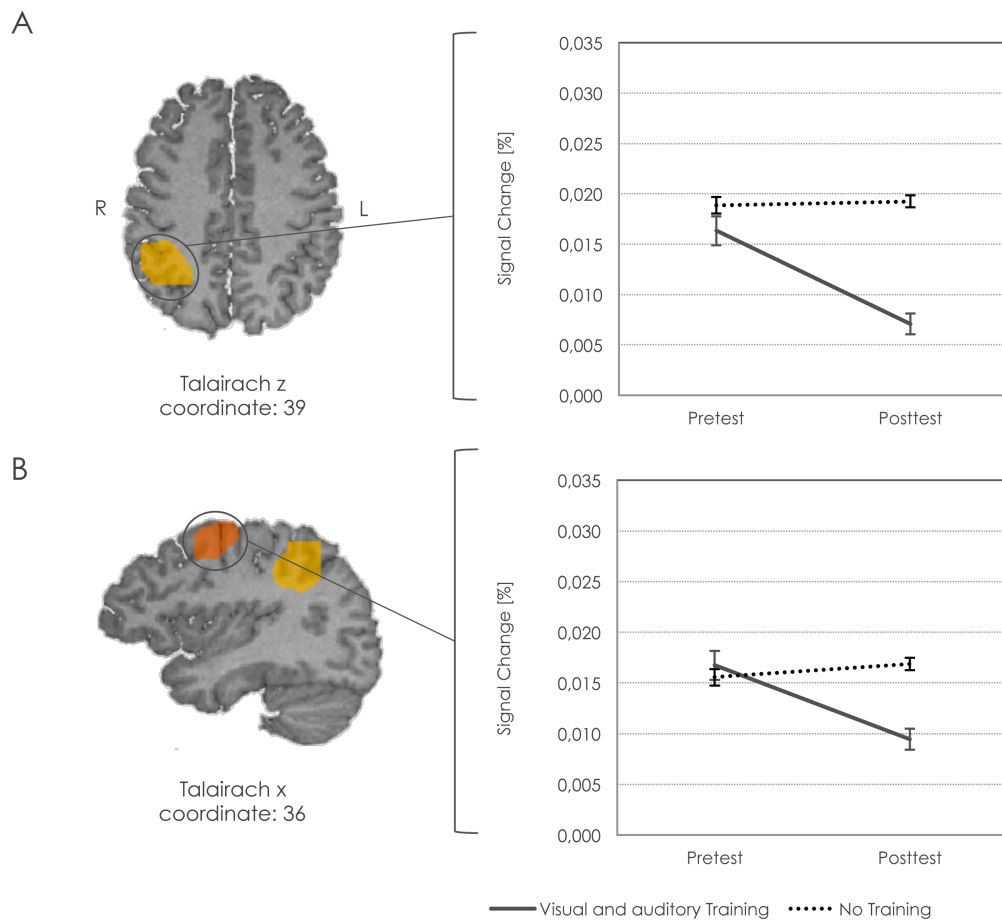 A
R
L
Talairach z
coordinate: 39
Signal Change [%]
0,035
0,030
0,025
0,020
0,015
0,010
0,005
0,000
Pretest
Posttest
B
Talairach x
coordinate: 36
Signal Change [%]
0,035
0,030
0,025
0,020
0,015
0,010
0,005
0,000
Pretest
Posttest
Visual and auditory Training
No Training